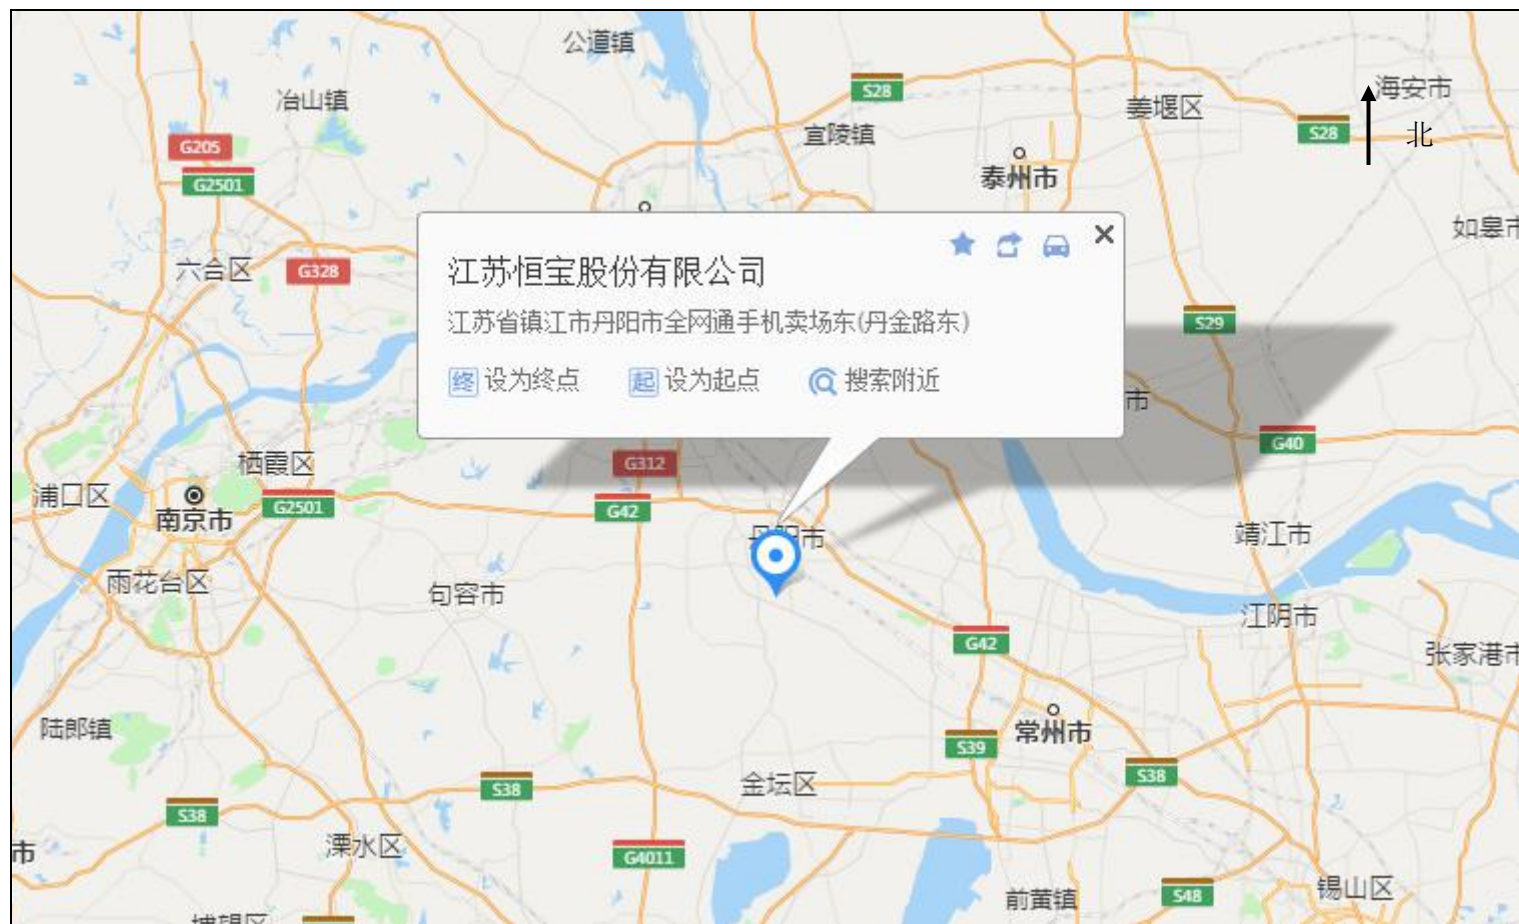 公道镇
冶山镇
S28
海安市
姜堰区
北
S28
宜陵镇
G205
泰州市
G2501
如皋市
江苏恒宝股份有限公司
六合区
G328
江苏省镇江市丹阳市全网通手机卖场东(丹金路东)
S29
终 设为终点
起 设为起点
搜索附近
市
G40
栖霞区
G312
浦口区
G2501
G42
南京市
市
靖江市
雨花台区
句容市
江阴市
G42
张家港市
陆郎镇
常州市
S39
S38
金坛区
S38
S38
溧水区
市
G4011
锡山区
前黄镇
S48